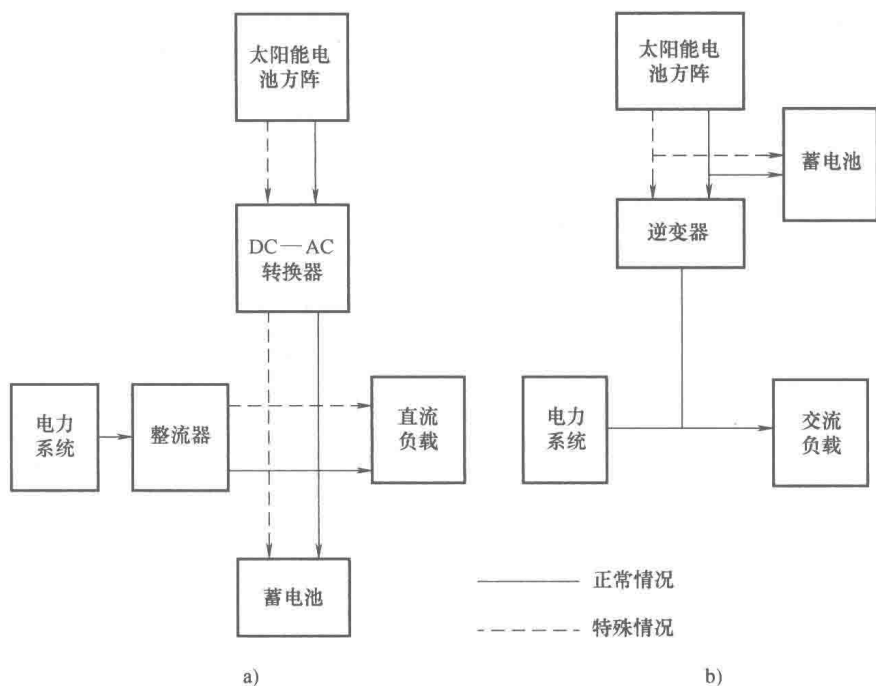 太阳能电
池方阵
DC—AC
转换器
电力
系统
整流器
直流
负载
蓄电池
a)
太阳能电
池方阵
蓄电池
逆变器
电力
系统
交流
负载
正常情况
特殊情况
b)